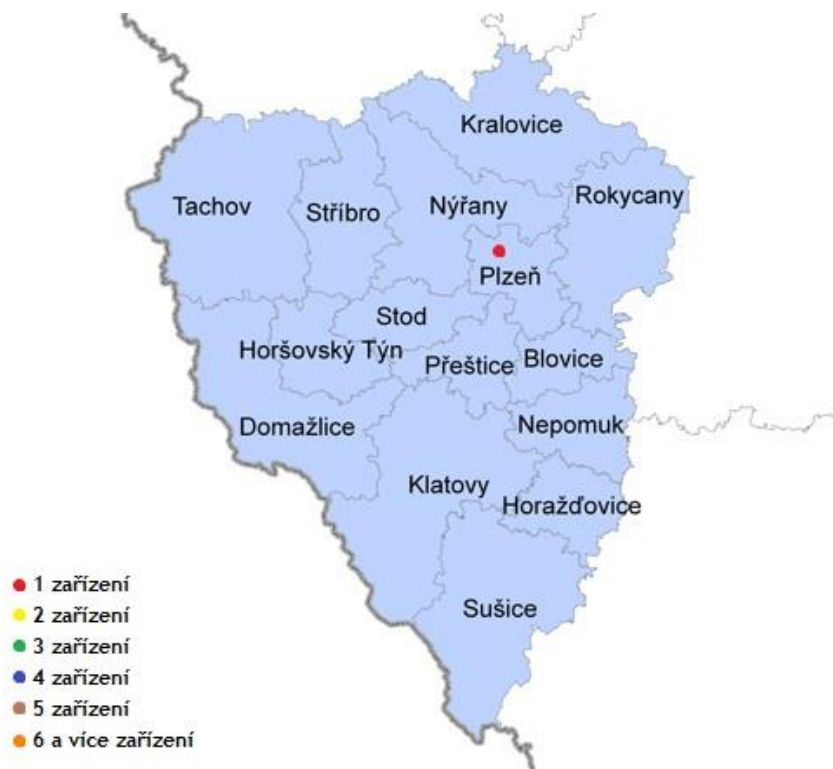 Kralovice
Rokycany
Tachov
Stříbro
Nýřany
Plzeň
Stod
Horšovský Týn
Přeštice
Blovice
Domažlice
Nepomuk
Klatovy
Horažďovice
Sušice
1 zařízení
2 zařízení
3 zařízení
4 zařízení
5 zařízení
6 a více zařízení